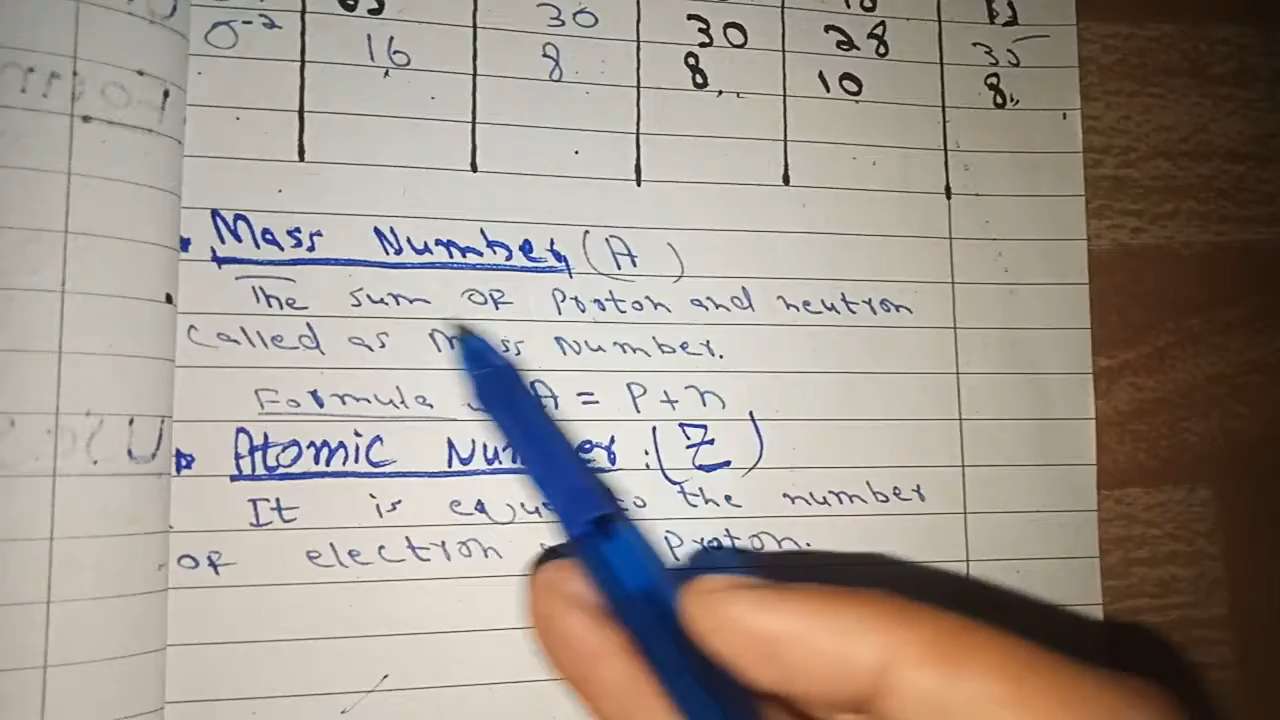 30 30 28 35
O⁻² 16 8 8 10 8
Mass Number (A)
The sum of Proton and neutron
called as Mass Number.
Formula A = P + n
Atomic Number : (Z)
It is equal to the number
of electron Proton.